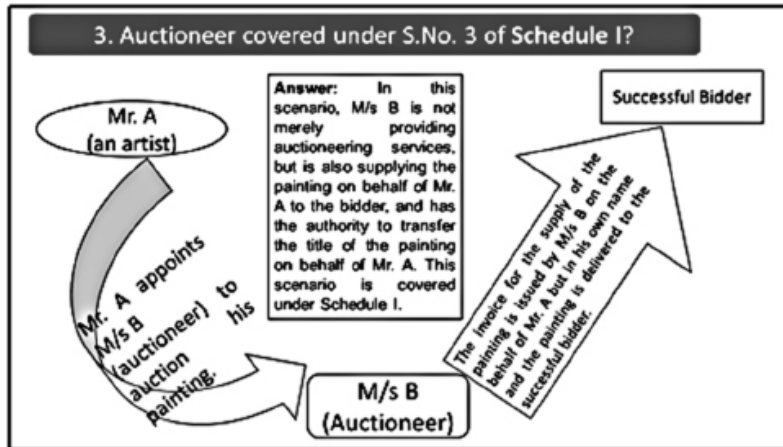 3. Auctioneer covered under S.No. 3 of Schedule I?
Mr. A
(an artist)
Mr. A appoints
M/s B
(auctioneer) to
auction his
painting.
Answer: In this
scenario, M/s B is not
merely providing
auctioneering services,
but is also supplying the
painting on behalf of Mr.
A to the bidder, and has
the authority to transfer
the title of the painting
on behalf of Mr. A. This
scenario is covered
under Schedule I.
M/s B
(Auctioneer)
The invoice for the supply of the
painting is issued by M/s B on the
behalf of Mr. A but in his own name
and the painting is delivered to the
successful bidder.
Successful Bidder